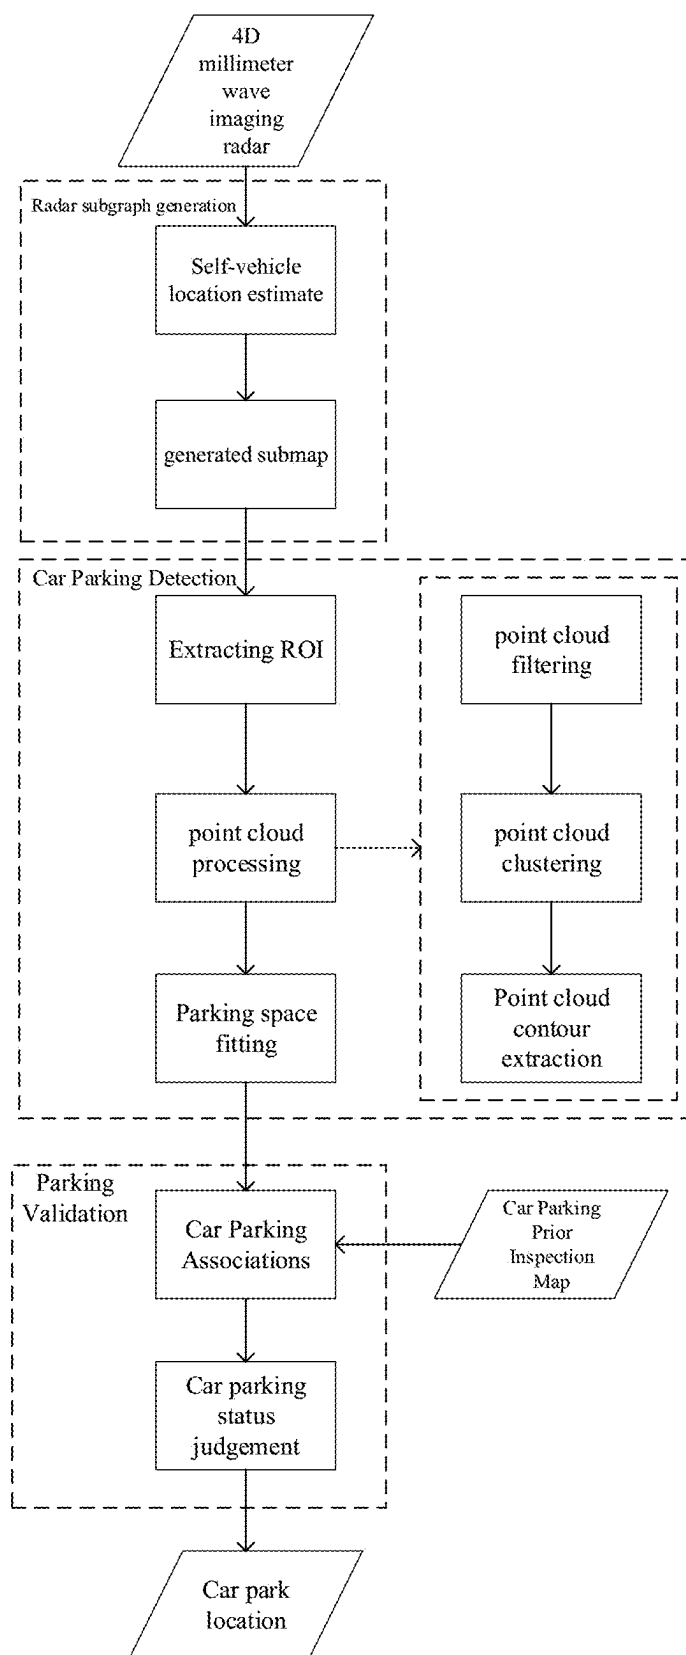 4D
millimeter
wave
imaging
radar
Radar subgraph generation
Self-vehicle
location estimate
generated submap
Car Parking Detection
Extracting ROI
point cloud
processing
Parking space
fitting
point cloud
filtering
point cloud
clustering
Point cloud
contour
extraction
Parking
Validation
Car Parking
Associations
Car Parking
Prior
Inspection
Map
Car parking
status
judgement
Car park
location